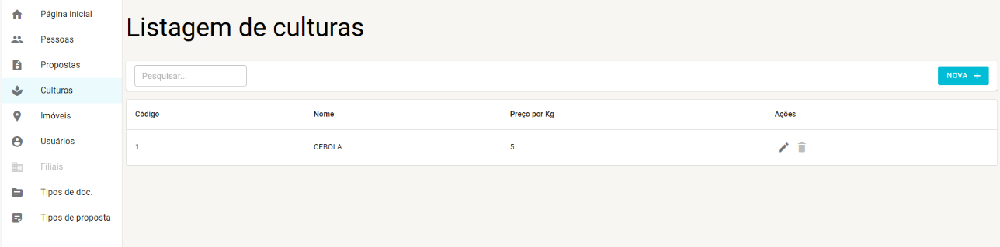 Página inicial
Pessoas
Propostas
Culturas
Imóveis
Usuários
Filiais
Tipos de doc.
Tipos de proposta
Listagem de culturas
Pesquisar...
NOVA +
Código Nome Preço por Kg Ações
1 CEBOLA 5